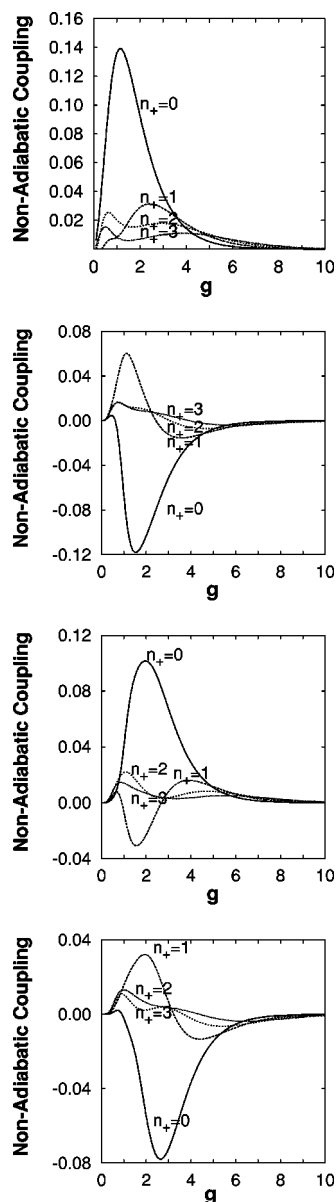 Non-Adiabatic Coupling
0.16
0.14
0.12
0.10
0.08
0.06
0.04
0.02
n+=0
n+=1
n+=2
n+=3
0 2 4 6 8 10
g
Non-Adiabatic Coupling
0.08
0.04
0.00
-0.04
-0.08
-0.12
n+=3
n+=2
n+=1
n+=0
0 2 4 6 8 10
g
Non-Adiabatic Coupling
0.12
0.08
0.04
0.00
-0.04
n+=0
n+=2
n+=1
n+=3
0 2 4 6 8 10
g
Non-Adiabatic Coupling
0.04
0.00
-0.04
-0.08
n+=1
n+=2
n+=3
n+=0
0 2 4 6 8 10
g